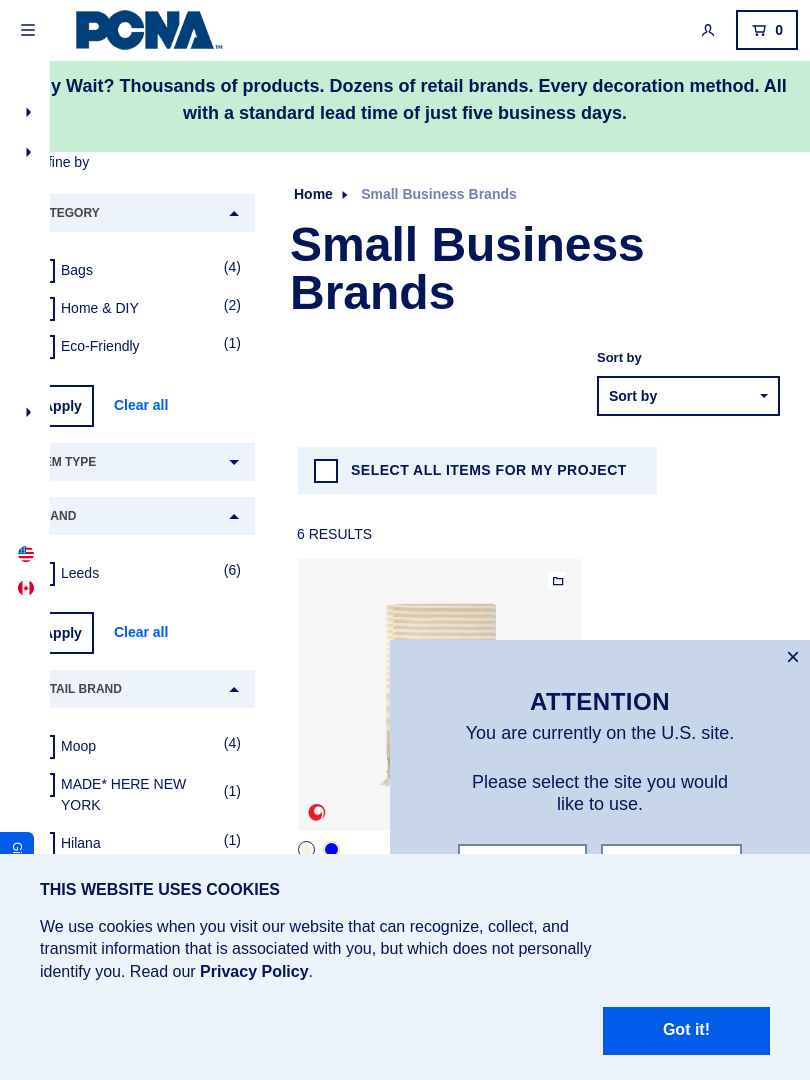 PCNA™
0
y Wait? Thousands of products. Dozens of retail brands. Every decoration method. All
with a standard lead time of just five business days.
fine by
Home
Small Business Brands
TEGORY
Small Business
Brands
Bags
(4)
Home & DIY
(2)
Eco-Friendly
(1)
Sort by
Sort by
Apply
Clear all
EM TYPE
SELECT ALL ITEMS FOR MY PROJECT
AND
6 RESULTS
Leeds
(6)
Apply
Clear all
TAIL BRAND
Moop
(4)
MADE* HERE NEW
YORK
(1)
Hilana
(1)
ATTENTION
You are currently on the U.S. site.
Please select the site you would
like to use.
THIS WEBSITE USES COOKIES
We use cookies when you visit our website that can recognize, collect, and
transmit information that is associated with you, but which does not personally
identify you. Read our Privacy Policy.
Got it!